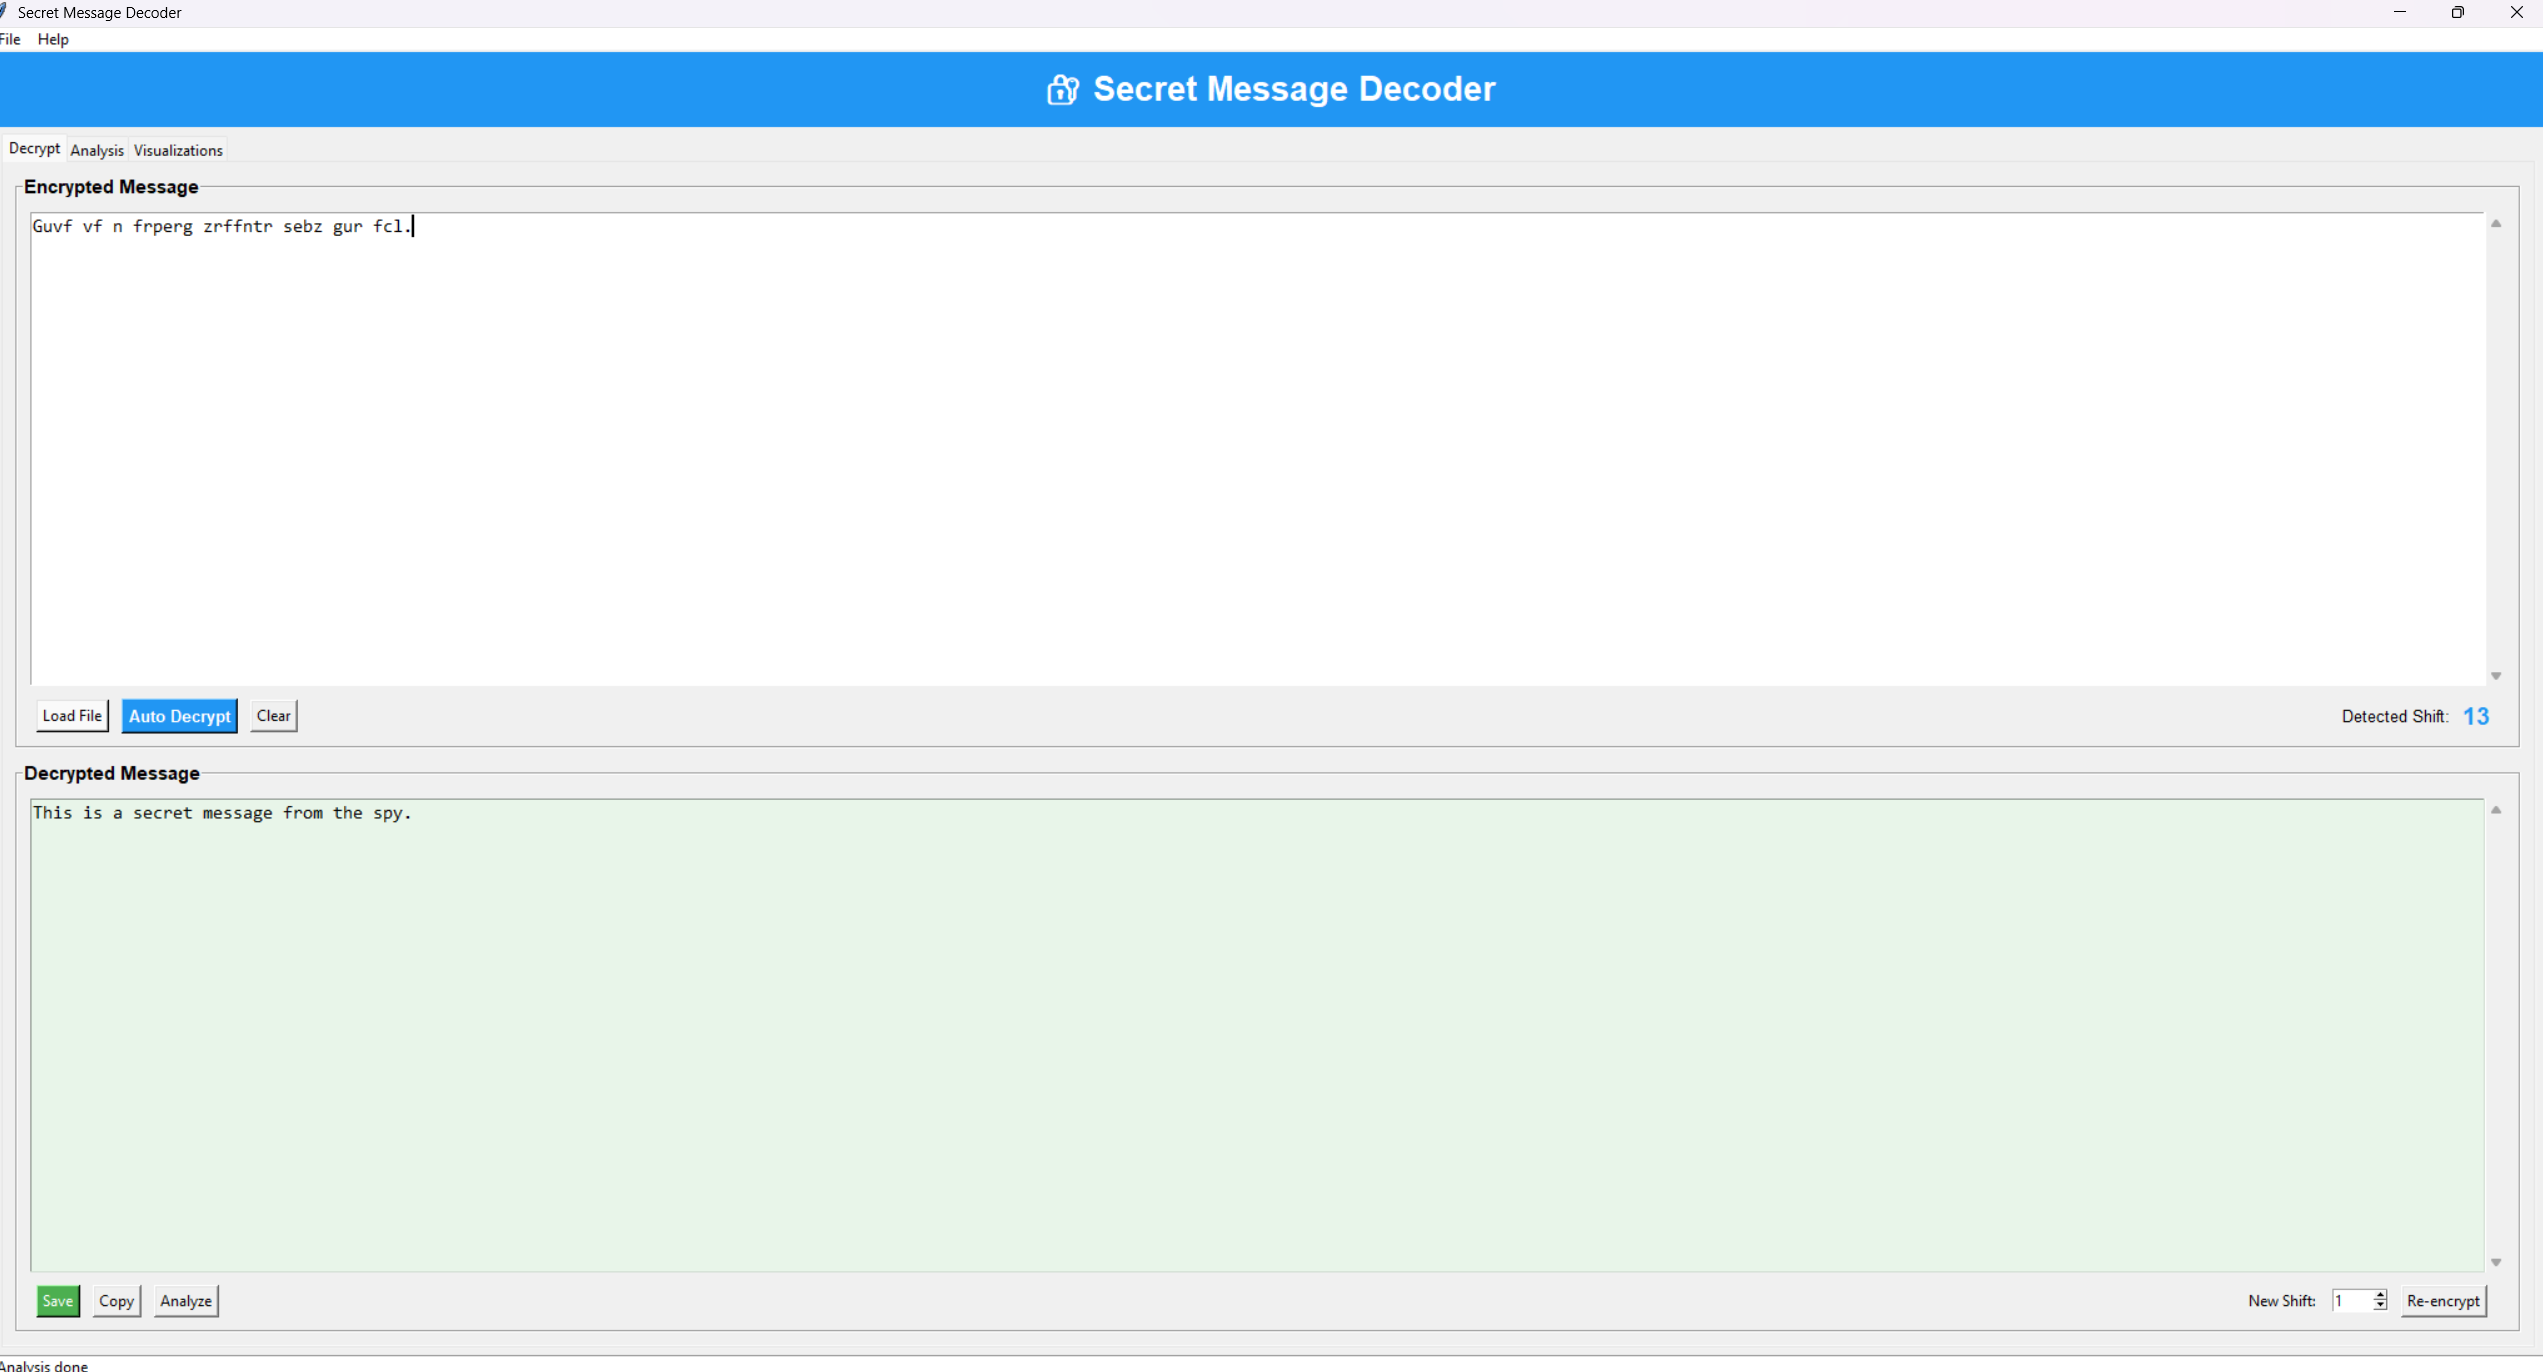 Secret Message Decoder
File Help
Secret Message Decoder
Decrypt Analysis Visualizations
Encrypted Message
Guvf vf n frperg zrffntr sebz gur fcl.
Load File Auto Decrypt Clear Detected Shift: 13
Decrypted Message
This is a secret message from the spy.
Save Copy Analyze New Shift: 1 Re-encrypt
Analysis done